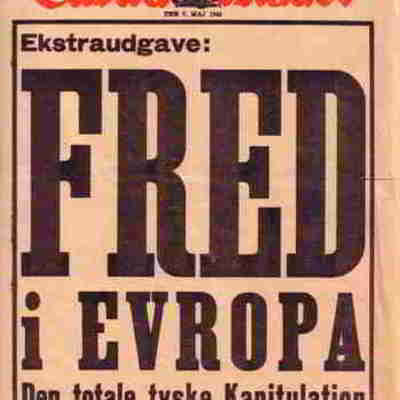 Ekstraudgave:
FRED
i EVROPA
Den totale tyske Kapitulation